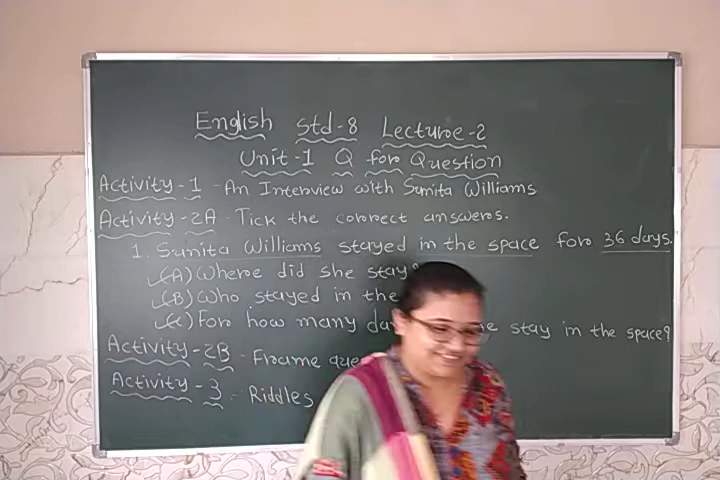 English std-8 Lecture-2
Unit-1 Q for Question
Activity-1 - An Interview with Sunita Williams
Activity-2A - Tick the correct answers.
1. Sunita Williams stayed in the space for 36 days.
(A) Where did she stay?
(B) Who stayed in the
(C) For how many stay in the space?
Activity-2B - Frame
Activity-3 - Riddles